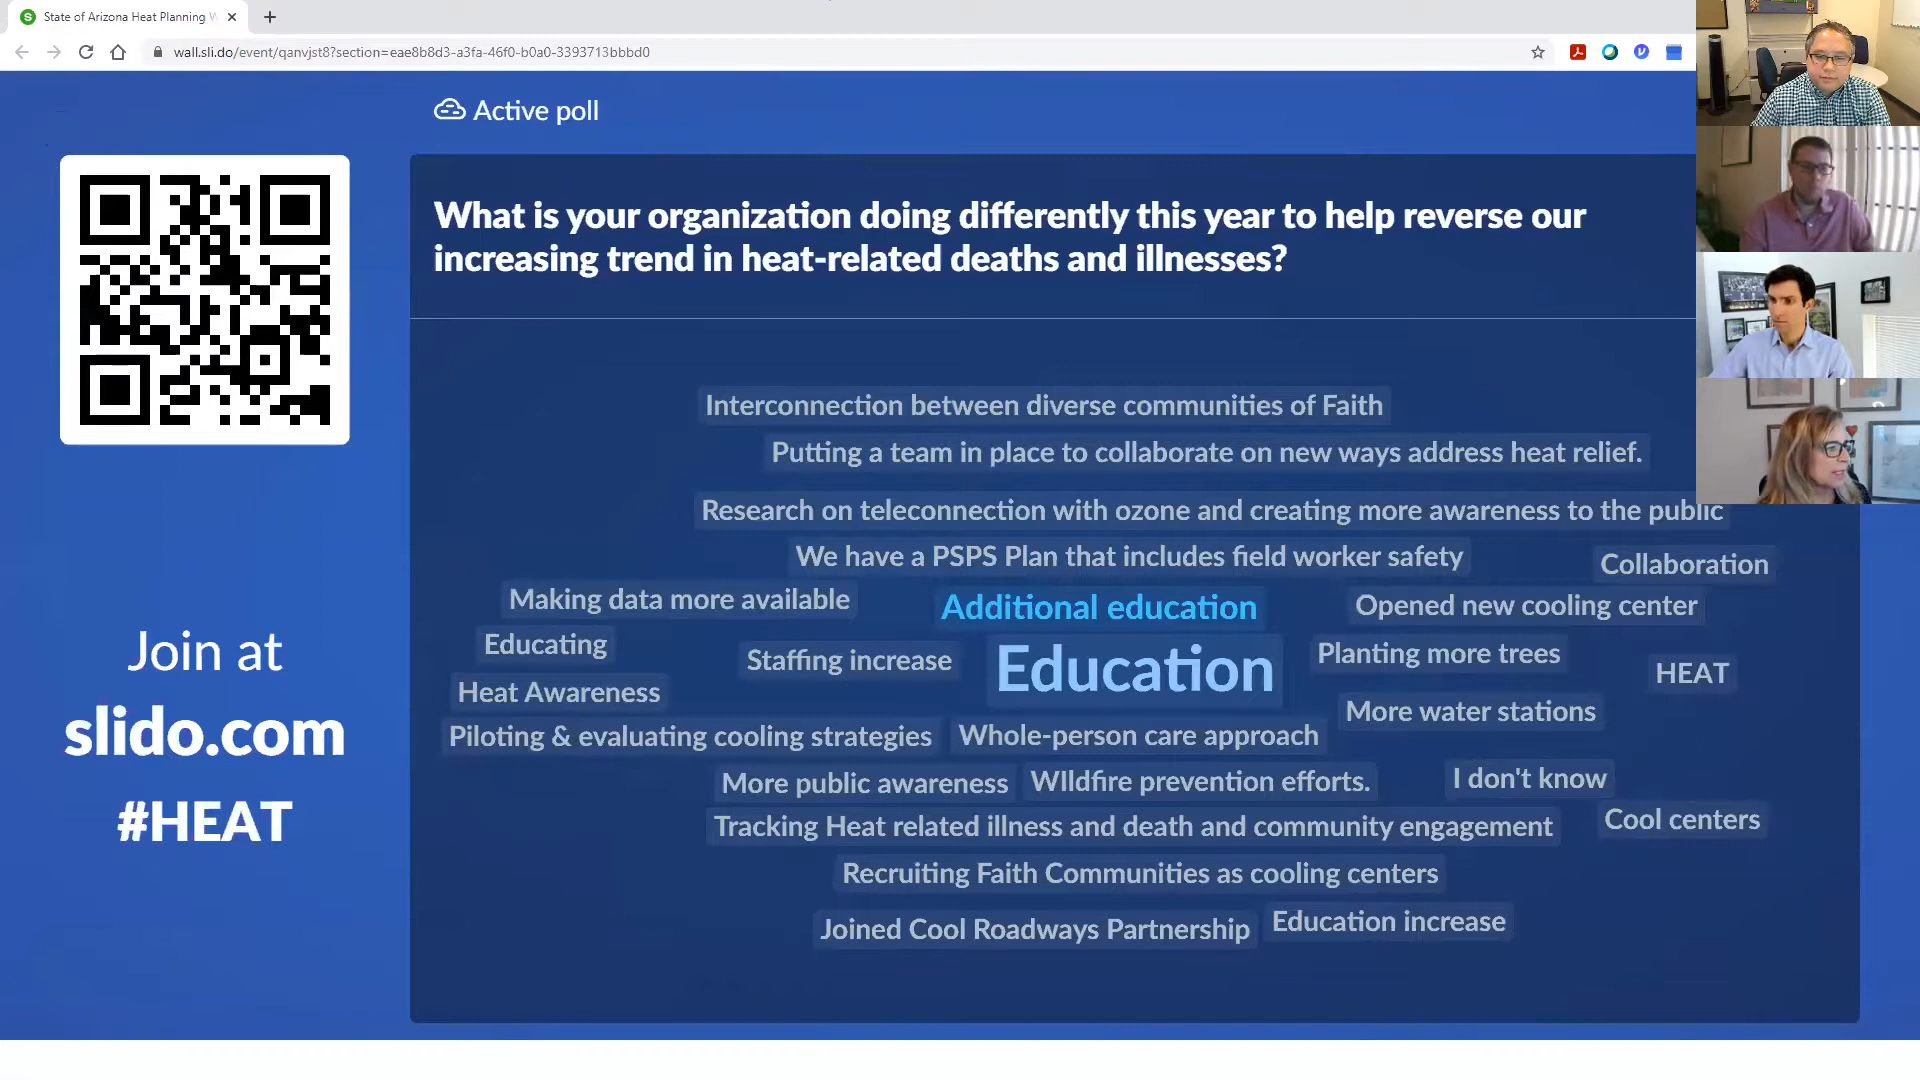 State of Arizona Heat Planning W
wall.sli.do/event/qanvjst8?section=eae8b8d3-a3fa-46f0-b0a0-3393713bbbd0
Active poll
What is your organization doing differently this year to help reverse our
increasing trend in heat-related deaths and illnesses?
Interconnection between diverse communities of Faith
Putting a team in place to collaborate on new ways address heat relief.
Research on teleconnection with ozone and creating more awareness to the public
We have a PSPS Plan that includes field worker safety
Collaboration
Making data more available
Additional education
Opened new cooling center
Educating
Staffing increase
Education
Planting more trees
HEAT
Heat Awareness
More water stations
Piloting & evaluating cooling strategies
Whole-person care approach
More public awareness
WIldfire prevention efforts.
I don't know
Tracking Heat related illness and death and community engagement
Cool centers
Recruiting Faith Communities as cooling centers
Joined Cool Roadways Partnership
Education increase
Join at
slido.com
#HEAT